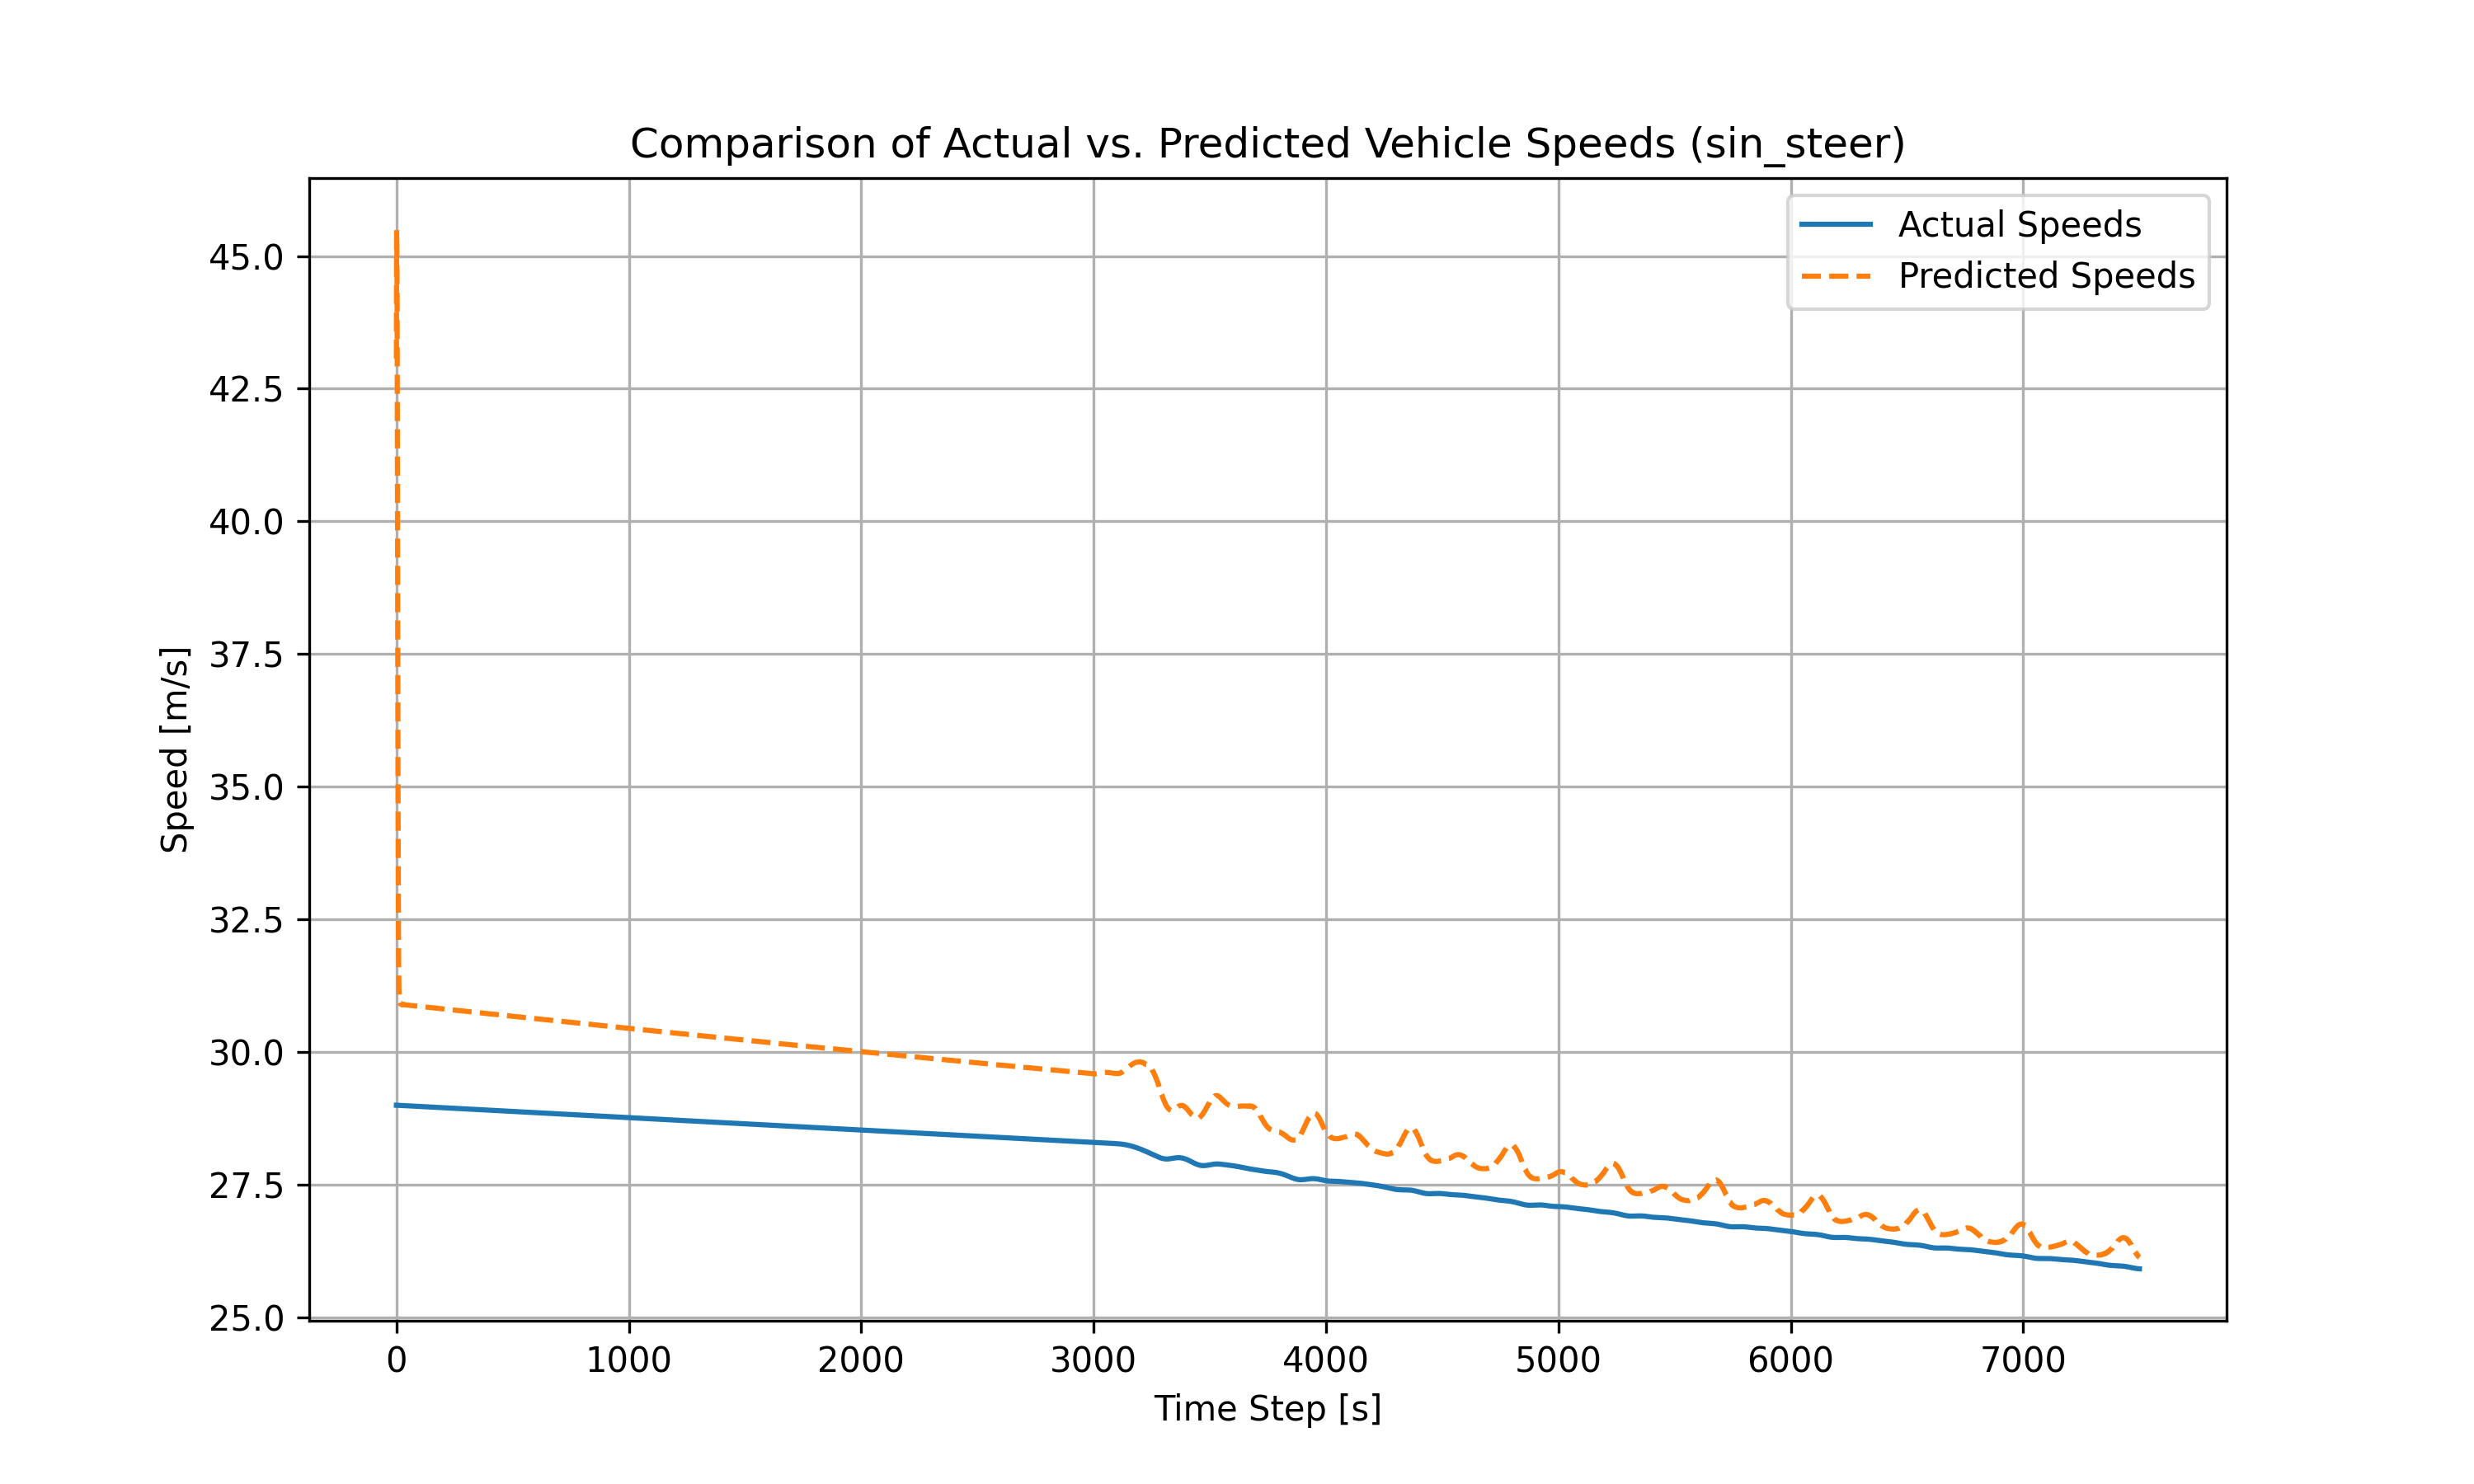 Comparison of Actual vs. Predicted Vehicle Speeds (sin_steer)
Actual Speeds
Predicted Speeds
Speed [m/s]
45.0
42.5
40.0
37.5
35.0
32.5
30.0
27.5
25.0
0 1000 2000 3000 4000 5000 6000 7000
Time Step [s]